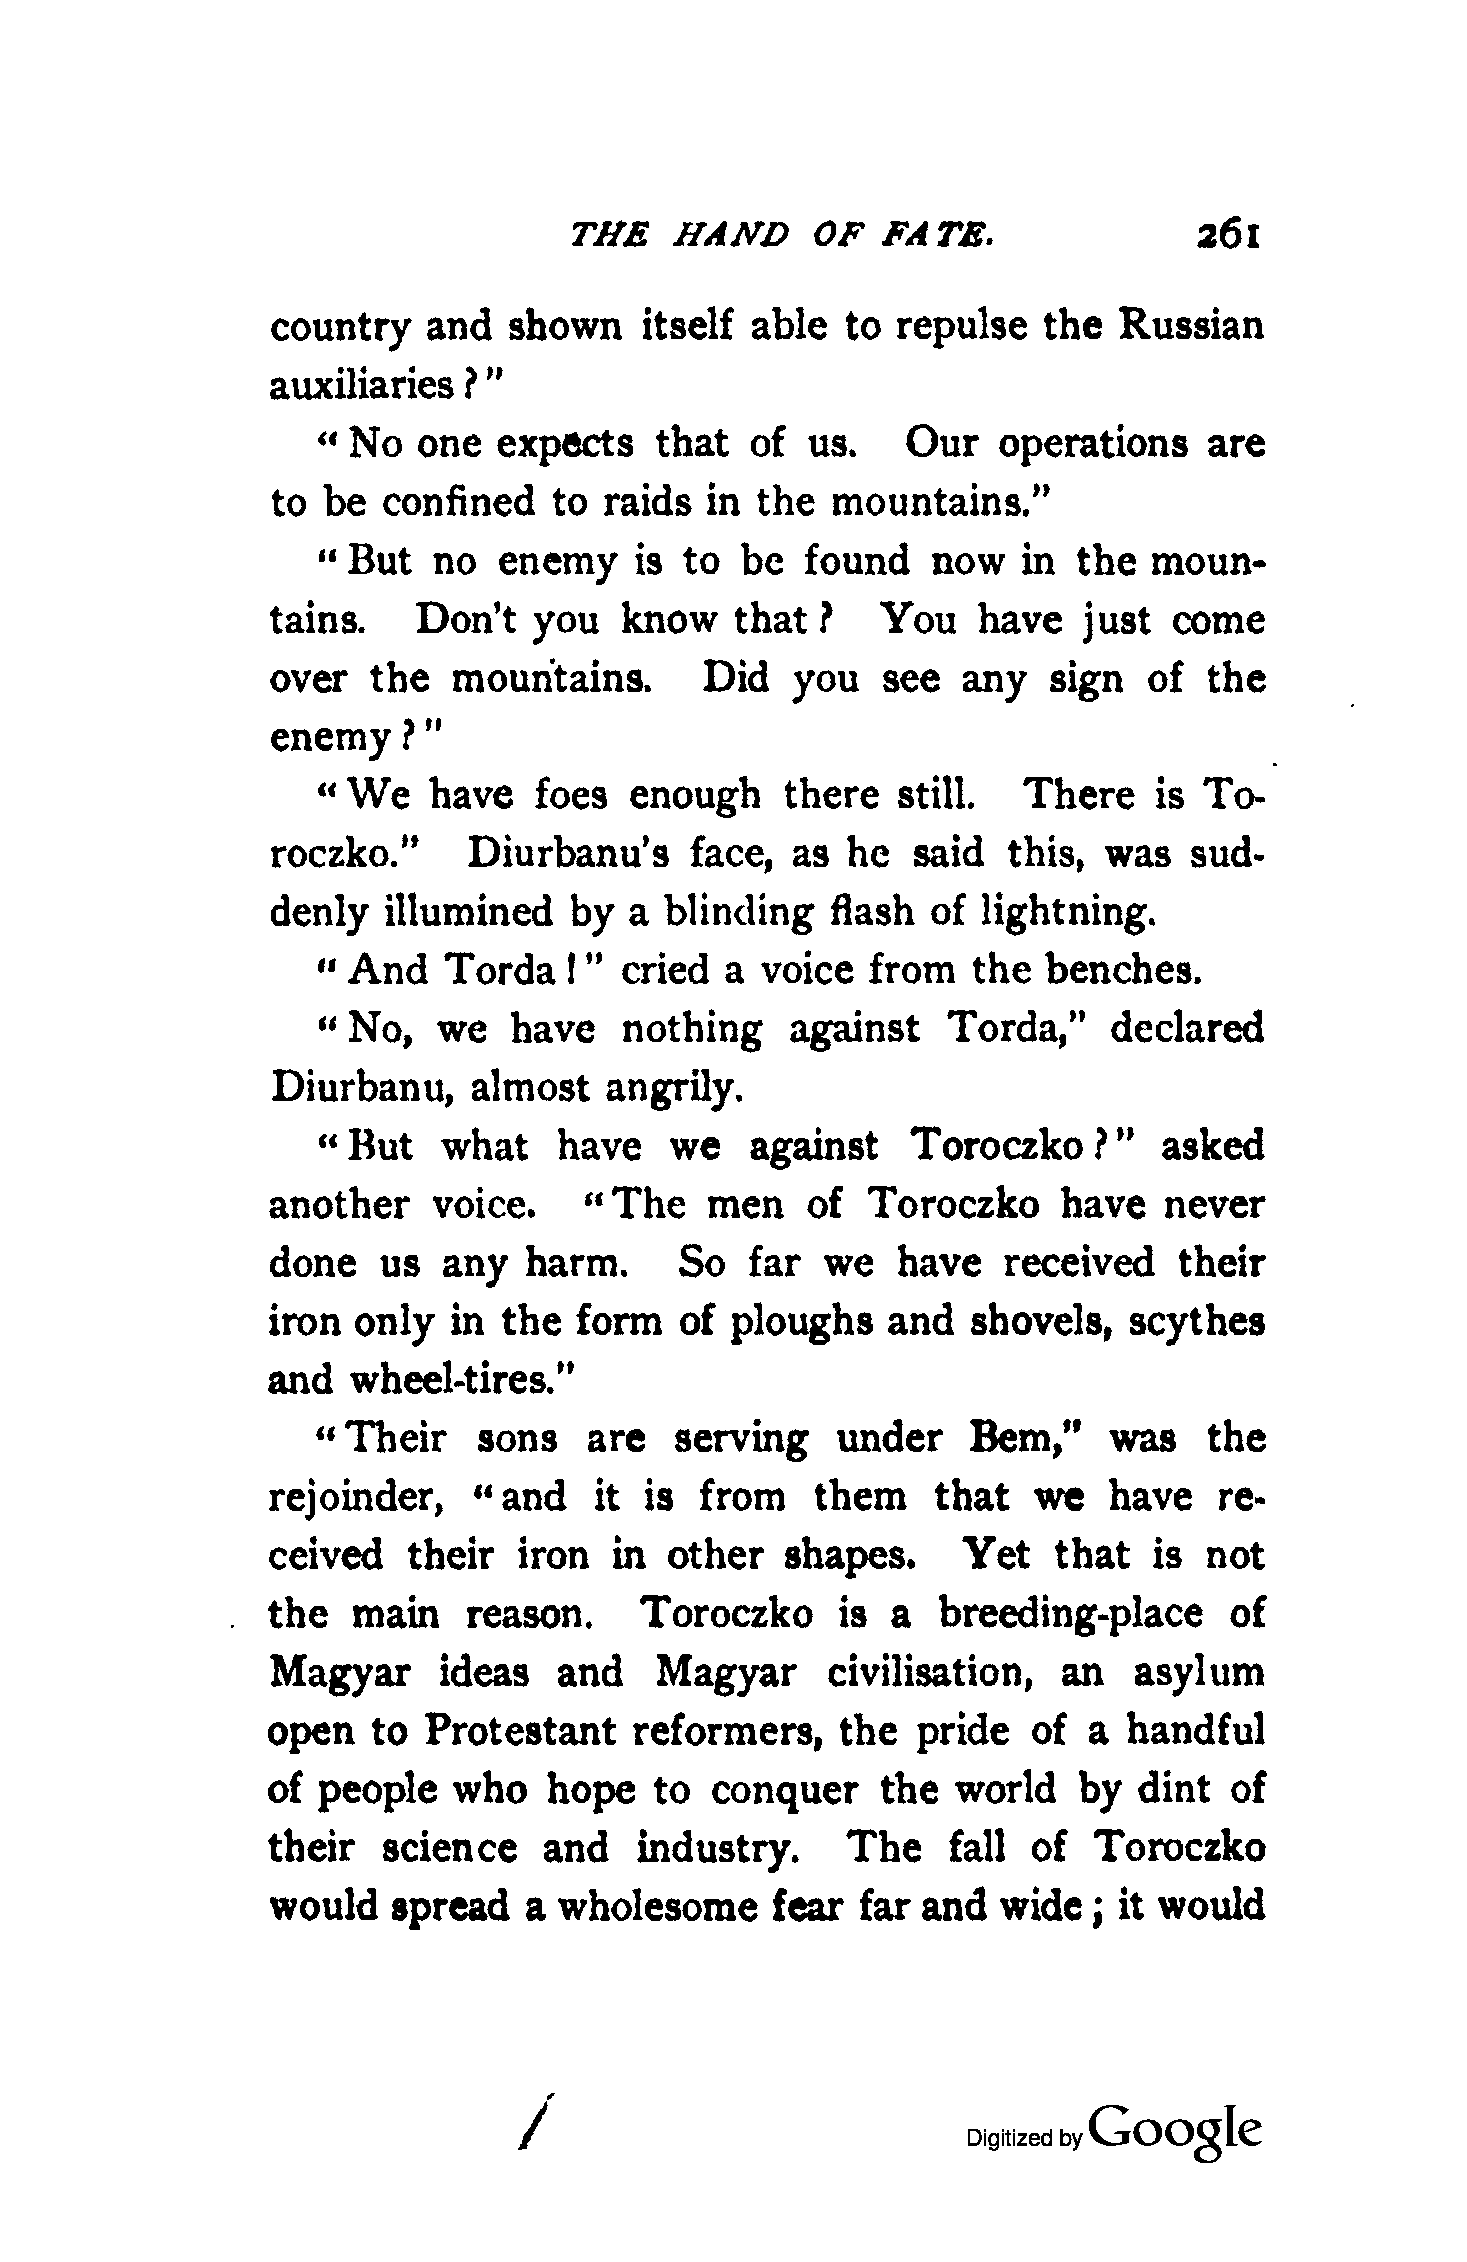 THE HAND OF FATE. 261
country and shown itself able to repulse the Russian
auxiliaries?"
"No one expects that of us. Our operations are
to be confined to raids in the mountains."
"But no enemy is to be found now in the moun-
tains. Don't you know that? You have just come
over the mountains. Did you see any sign of the
enemy?"
"We have foes enough there still. There is To-
roczko." Diurbanu's face, as he said this, was sud-
denly illumined by a blinding flash of lightning.
"And Torda!" cried a voice from the benches.
"No, we have nothing against Torda," declared
Diurbanu, almost angrily.
"But what have we against Toroczko?" asked
another voice. "The men of Toroczko have never
done us any harm. So far we have received their
iron only in the form of ploughs and shovels, scythes
and wheel-tires."
"Their sons are serving under Bem," was the
rejoinder, "and it is from them that we have re-
ceived their iron in other shapes. Yet that is not
the main reason. Toroczko is a breeding-place of
Magyar ideas and Magyar civilisation, an asylum
open to Protestant reformers, the pride of a handful
of people who hope to conquer the world by dint of
their science and industry. The fall of Toroczko
would spread a wholesome fear far and wide; it would
Digitized by Google